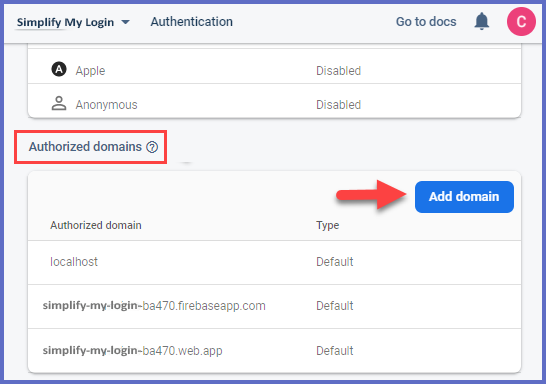 Simplify My Login Authentication Go to docs C
A Apple Disabled
Anonymous Disabled
Authorized domains ?
Add domain
Authorized domain Type
localhost Default
simplify-my-login-ba470.firebaseapp.com Default
simplify-my-login-ba470.web.app Default